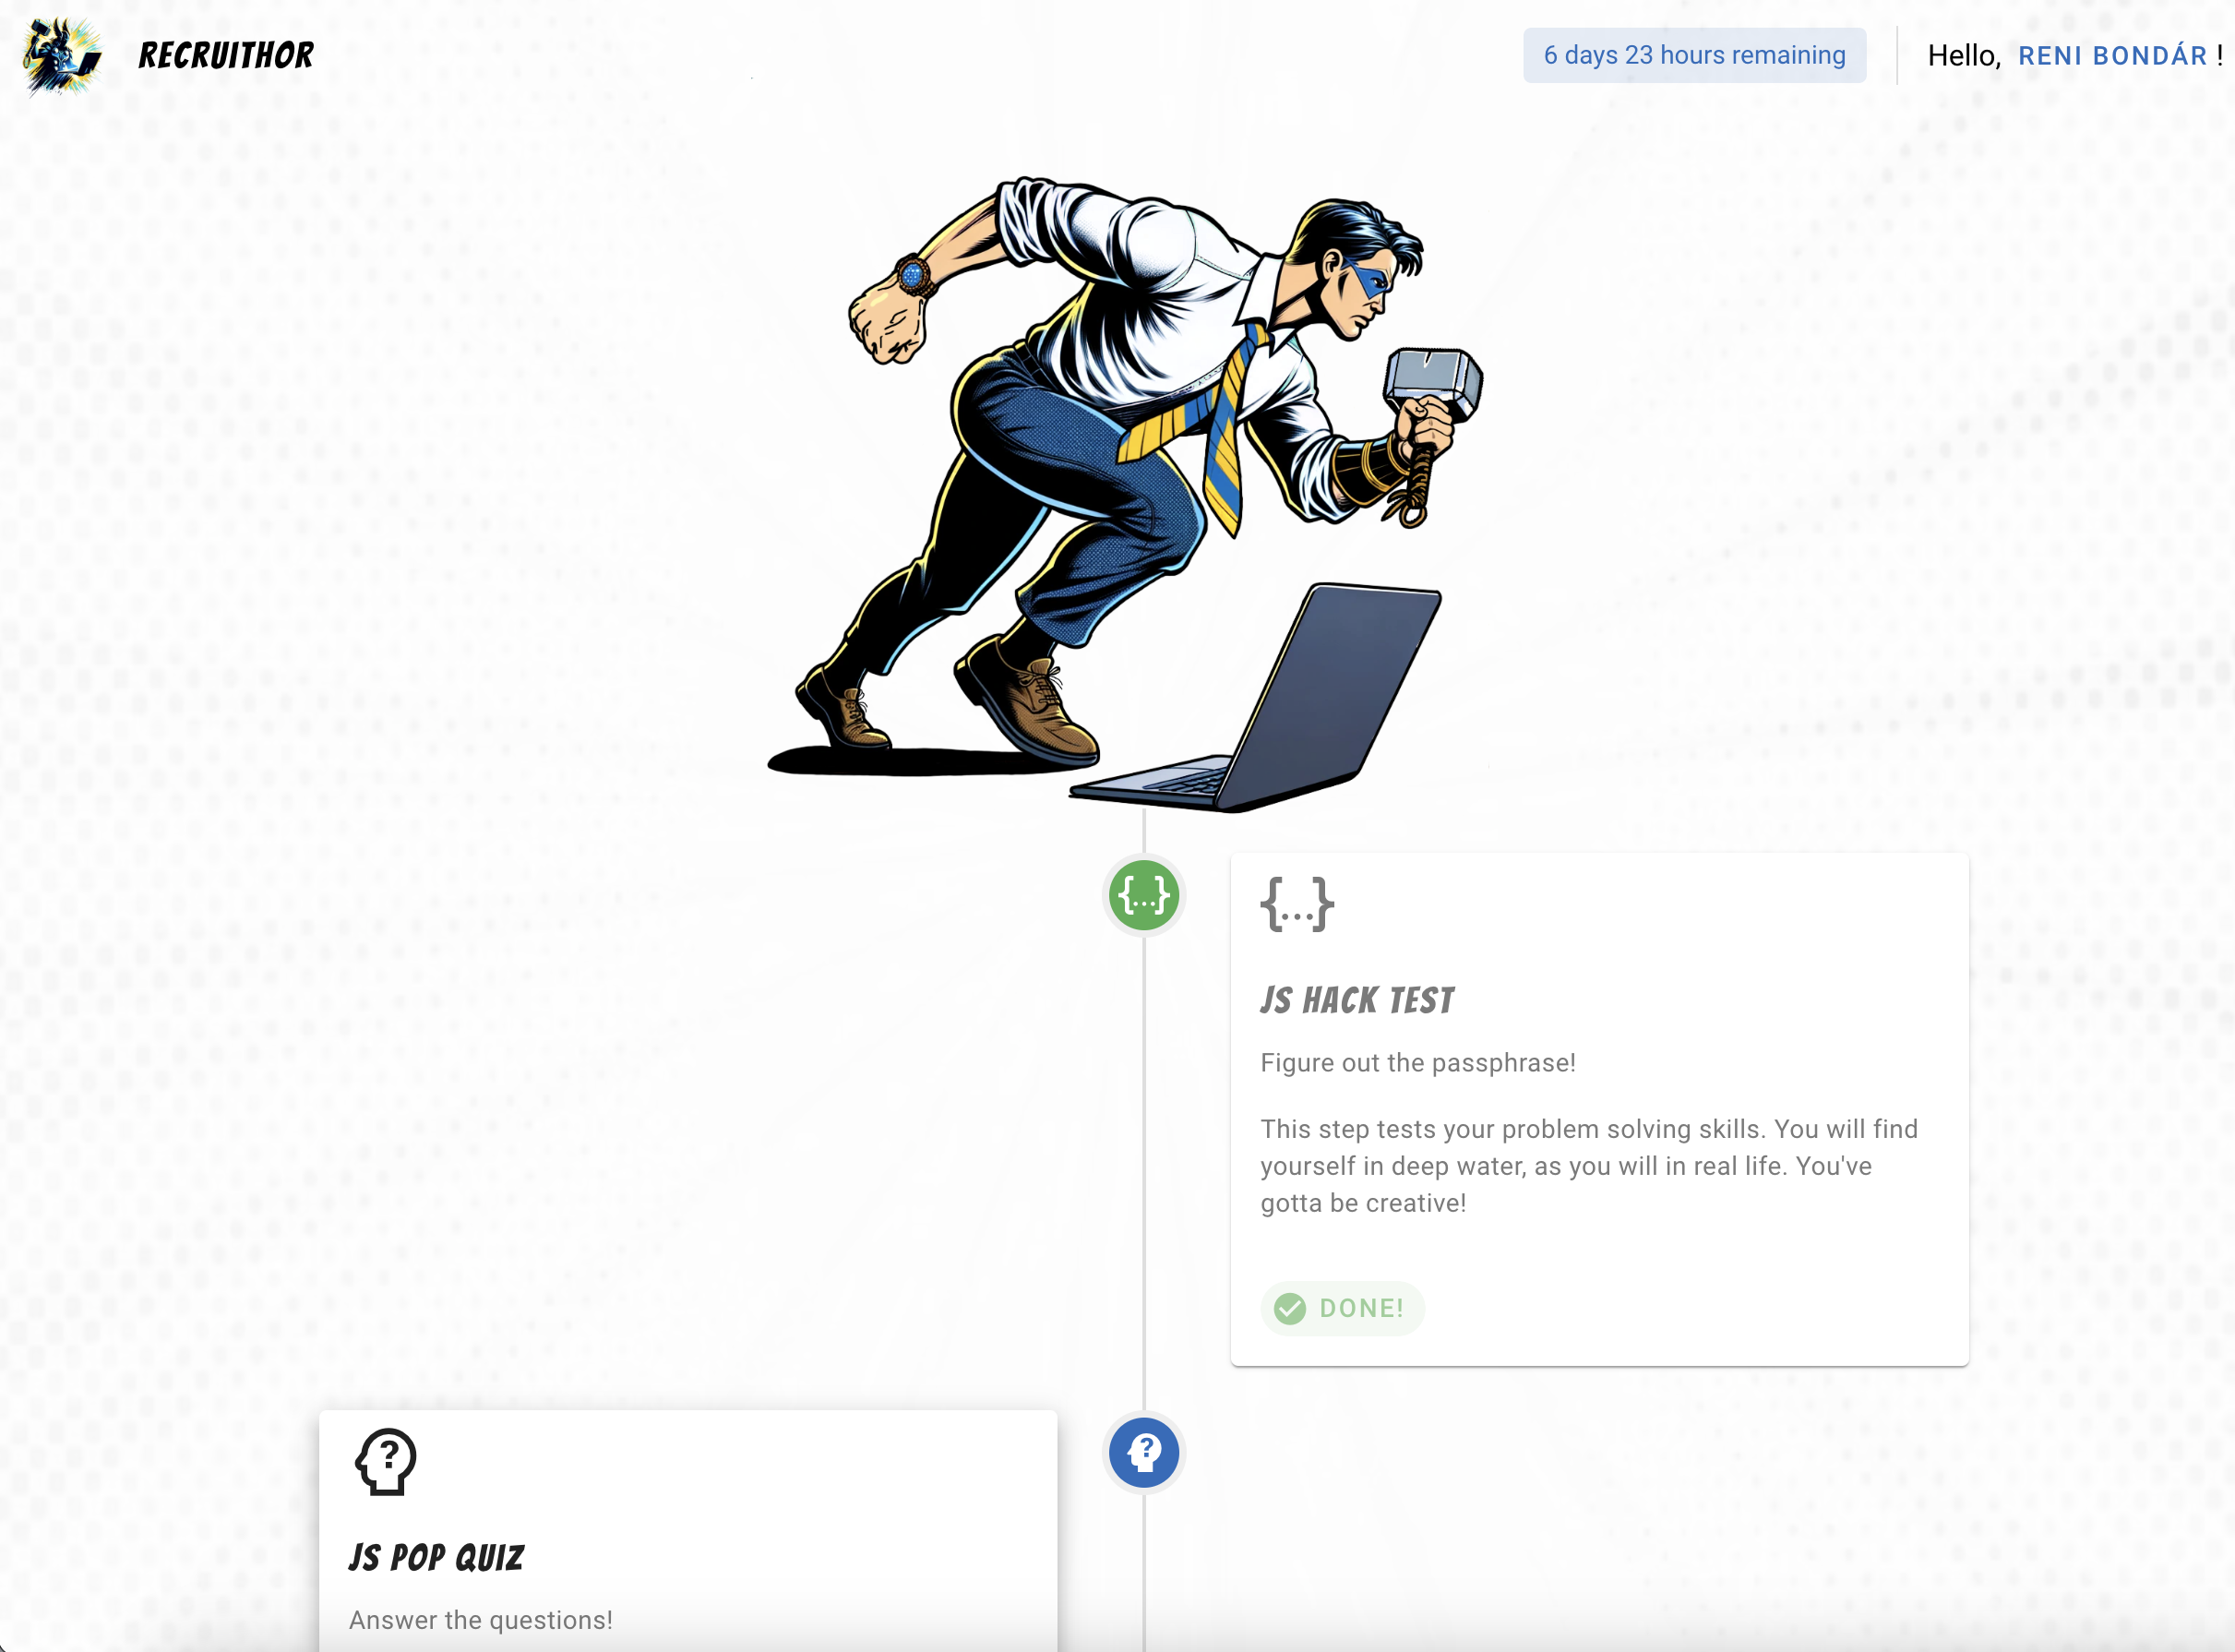 RECRUITHOR
6 days 23 hours remaining
Hello, RENI BONDÁR !
{...}
{...}
JS HACK TEST
Figure out the passphrase!
This step tests your problem solving skills. You will find
yourself in deep water, as you will in real life. You've
gotta be creative!
DONE!
?
?
JS POP QUIZ
Answer the questions!